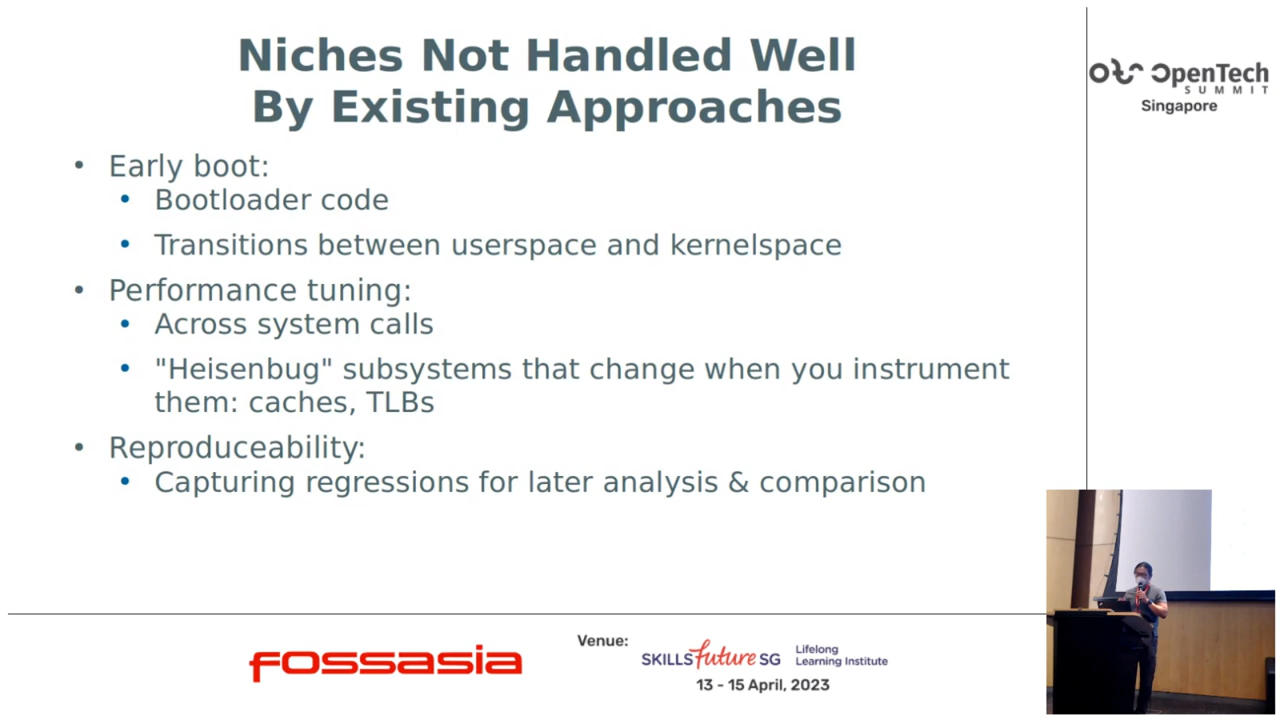 Niches Not Handled Well
By Existing Approaches
• Early boot:
• Bootloader code
• Transitions between userspace and kernelspace
• Performance tuning:
• Across system calls
• "Heisenbug" subsystems that change when you instrument
them: caches, TLBs
• Reproduceability:
• Capturing regressions for later analysis & comparison
OpenTech
SUMMIT
Singapore
fossasia
Venue:
SKILLSfuture SG
Lifelong
Learning Institute
13 - 15 April, 2023